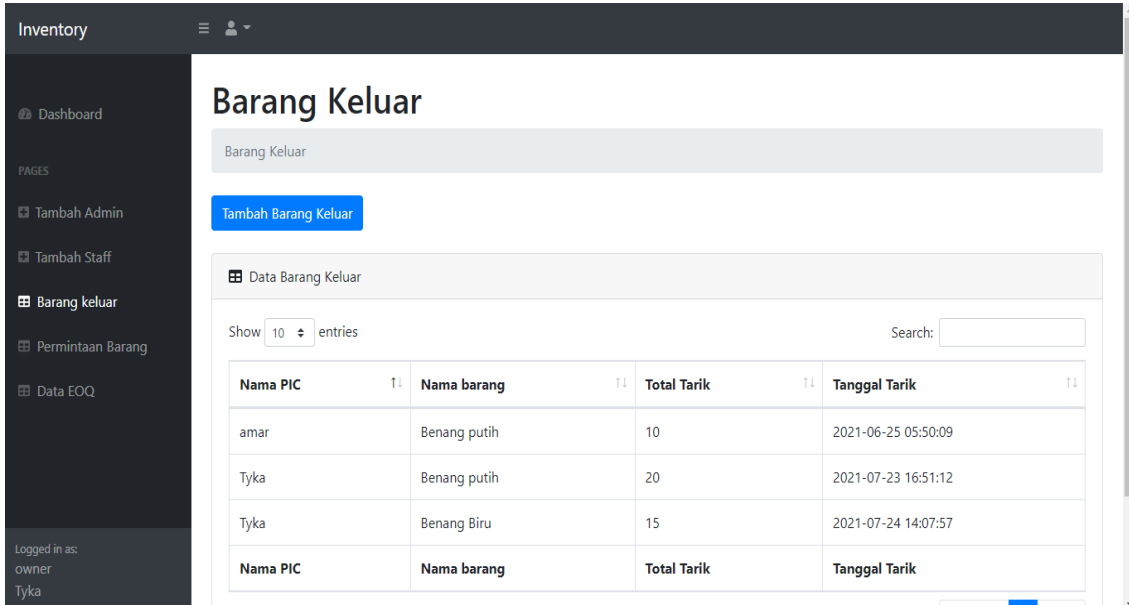 Inventory
Dashboard
PAGES
Tambah Admin
Tambah Staff
Barang keluar
Permintaan Barang
Data EOQ
Logged in as:
owner
Tyka
Barang Keluar
Barang Keluar
Tambah Barang Keluar
Data Barang Keluar
Show 10 entries Search:
Nama PIC Nama barang Total Tarik Tanggal Tarik
amar Benang putih 10 2021-06-25 05:50:09
Tyka Benang putih 20 2021-07-23 16:51:12
Tyka Benang Biru 15 2021-07-24 14:07:57
Nama PIC Nama barang Total Tarik Tanggal Tarik